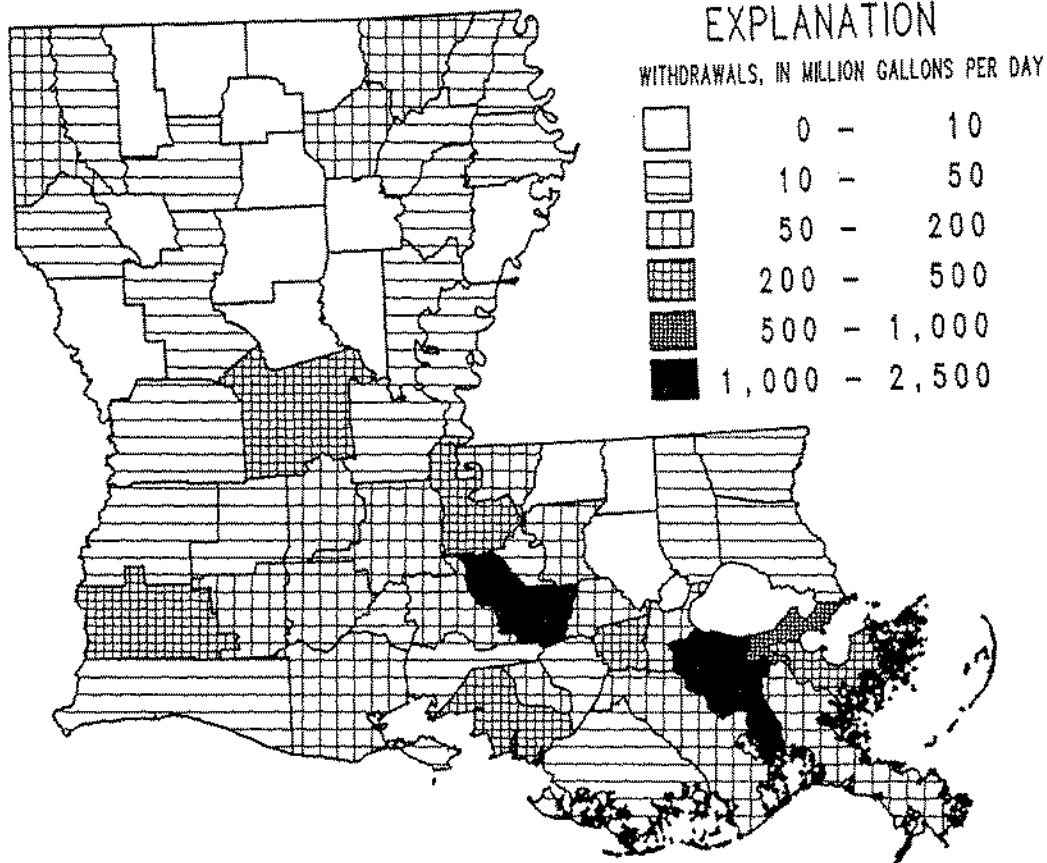 EXPLANATION
WITHDRAWALS, IN MILLION GALLONS PER DAY
0 - 10
10 - 50
50 - 200
200 - 500
500 - 1,000
1,000 - 2,500